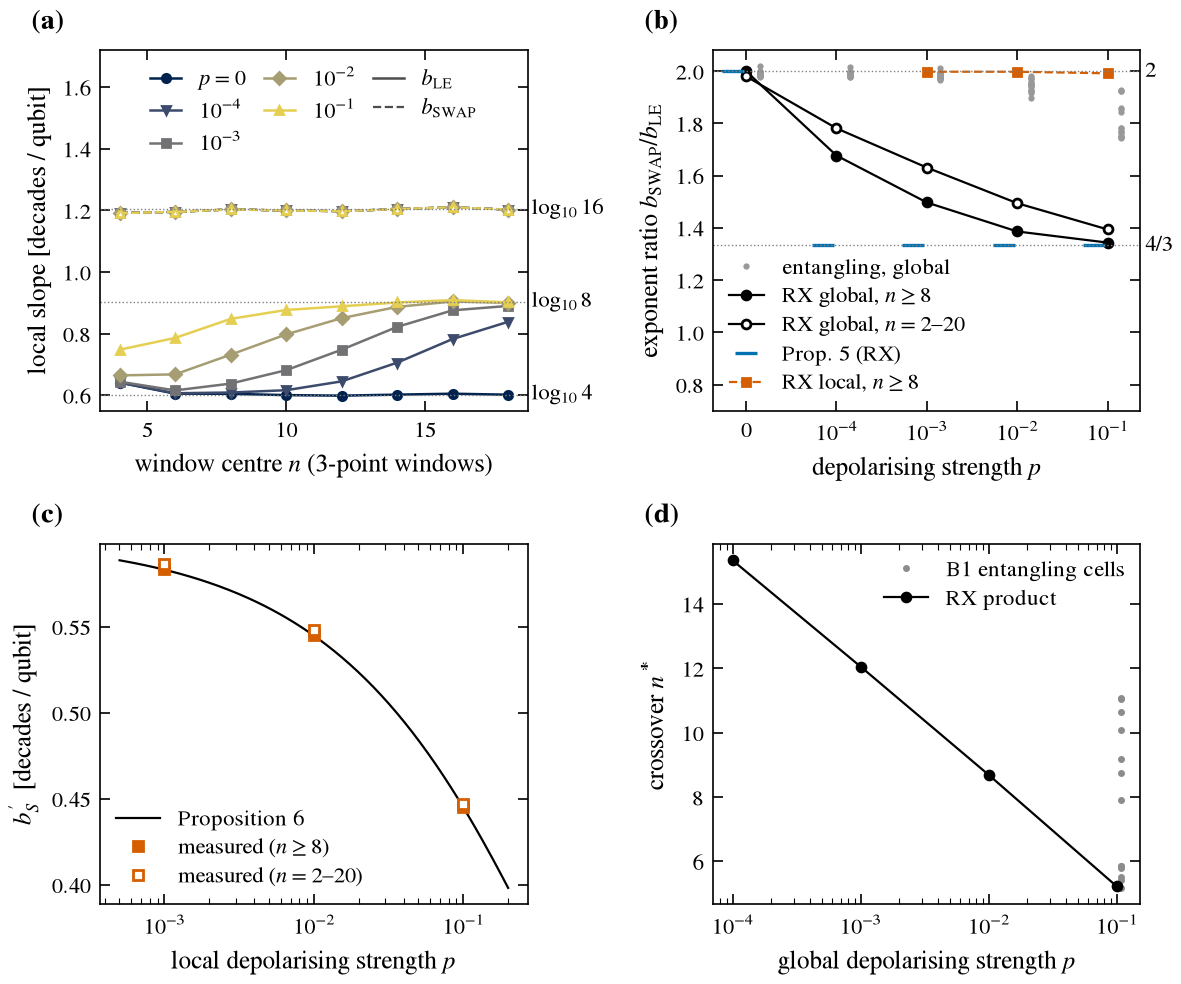 (a)
local slope [decades / qubit]
1.6
1.4
1.2
1.0
0.8
0.6
p = 0
10⁻⁴
10⁻³
10⁻²
10⁻¹
b_LE
b_SWAP
log₁₀ 16
log₁₀ 8
log₁₀ 4
5
10
15
window centre n (3-point windows)
(b)
exponent ratio b_SWAP/b_LE
2.0
1.8
1.6
1.4
1.2
1.0
0.8
2
4/3
entangling, global
RX global, n ≥ 8
RX global, n = 2–20
Prop. 5 (RX)
RX local, n ≥ 8
0
10⁻⁴
10⁻³
10⁻²
10⁻¹
depolarising strength p
(c)
b′_S [decades / qubit]
0.55
0.50
0.45
0.40
Proposition 6
measured (n ≥ 8)
measured (n = 2–20)
10⁻³
10⁻²
10⁻¹
local depolarising strength p
(d)
crossover n*
14
12
10
8
6
B1 entangling cells
RX product
10⁻⁴
10⁻³
10⁻²
10⁻¹
global depolarising strength p